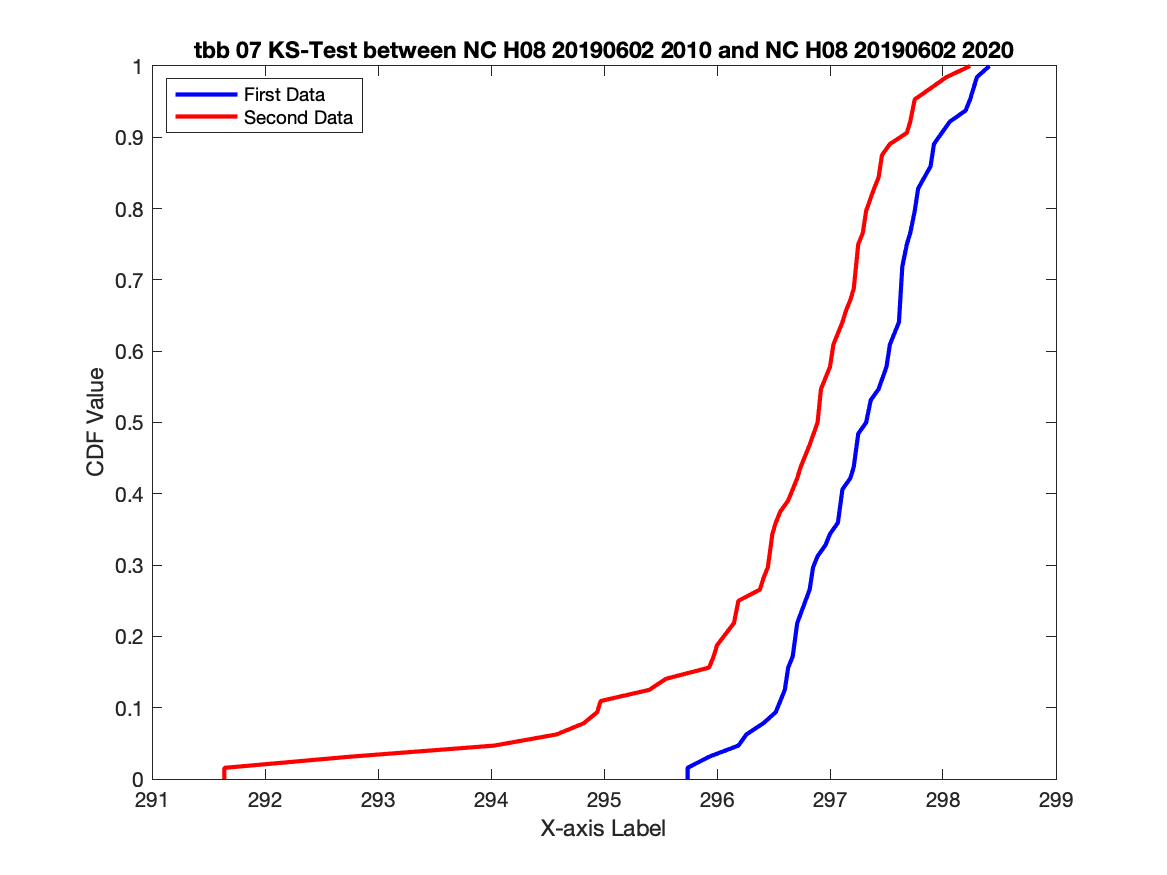 tbb 07 KS-Test between NC H08 20190602 2010 and NC H08 20190602 2020
First Data
Second Data
1
0.9
0.8
0.7
0.6
0.5
0.4
0.3
0.2
0.1
0
CDF Value
291 292 293 294 295 296 297 298 299
X-axis Label